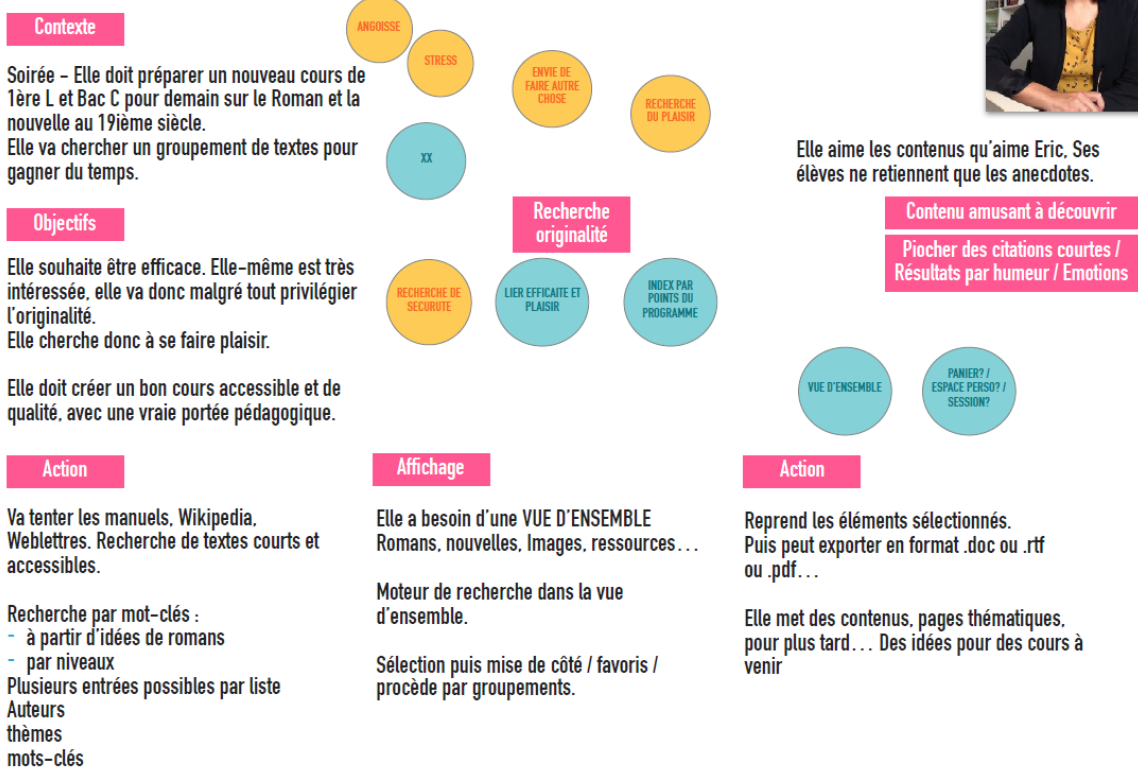 Contexte
Soirée - Elle doit préparer un nouveau cours de
1ère L et Bac C pour demain sur le Roman et la
nouvelle au 19ième siècle.
Elle va chercher un groupement de textes pour
gagner du temps.
Objectifs
Elle souhaite être efficace. Elle-même est très
intéressée, elle va donc malgré tout privilégier
l'originalité.
Elle cherche donc à se faire plaisir.
Elle doit créer un bon cours accessible et de
qualité, avec une vraie portée pédagogique.
ANGOISSE
STRESS
ENVIE DE
FAIRE AUTRE
CHOSE
RECHERCHE
DU PLAISIR
XX
Recherche
originalité
RECHERCHE DE
SECURUTE
LIER EFFICAITE ET
PLAISIR
INDEX PAR
POINTS DU
PROGRAMME
Elle aime les contenus qu'aime Eric, Ses
élèves ne retiennent que les anecdotes.
Contenu amusant à découvrir
Piocher des citations courtes /
Résultats par humeur / Emotions
VUE D'ENSEMBLE
PANIER? /
ESPACE PERSO? /
SESSION?
Action
Va tenter les manuels, Wikipedia,
Weblettres. Recherche de textes courts et
accessibles.
Recherche par mot-clés :
- à partir d'idées de romans
- par niveaux
Plusieurs entrées possibles par liste
Auteurs
thèmes
mots-clés
Affichage
Elle a besoin d'une VUE D'ENSEMBLE
Romans, nouvelles, Images, ressources...
Moteur de recherche dans la vue
d'ensemble.
Sélection puis mise de côté / favoris /
procède par groupements.
Action
Reprend les éléments sélectionnés.
Puis peut exporter en format .doc ou .rtf
ou .pdf...
Elle met des contenus, pages thématiques,
pour plus tard... Des idées pour des cours à
venir